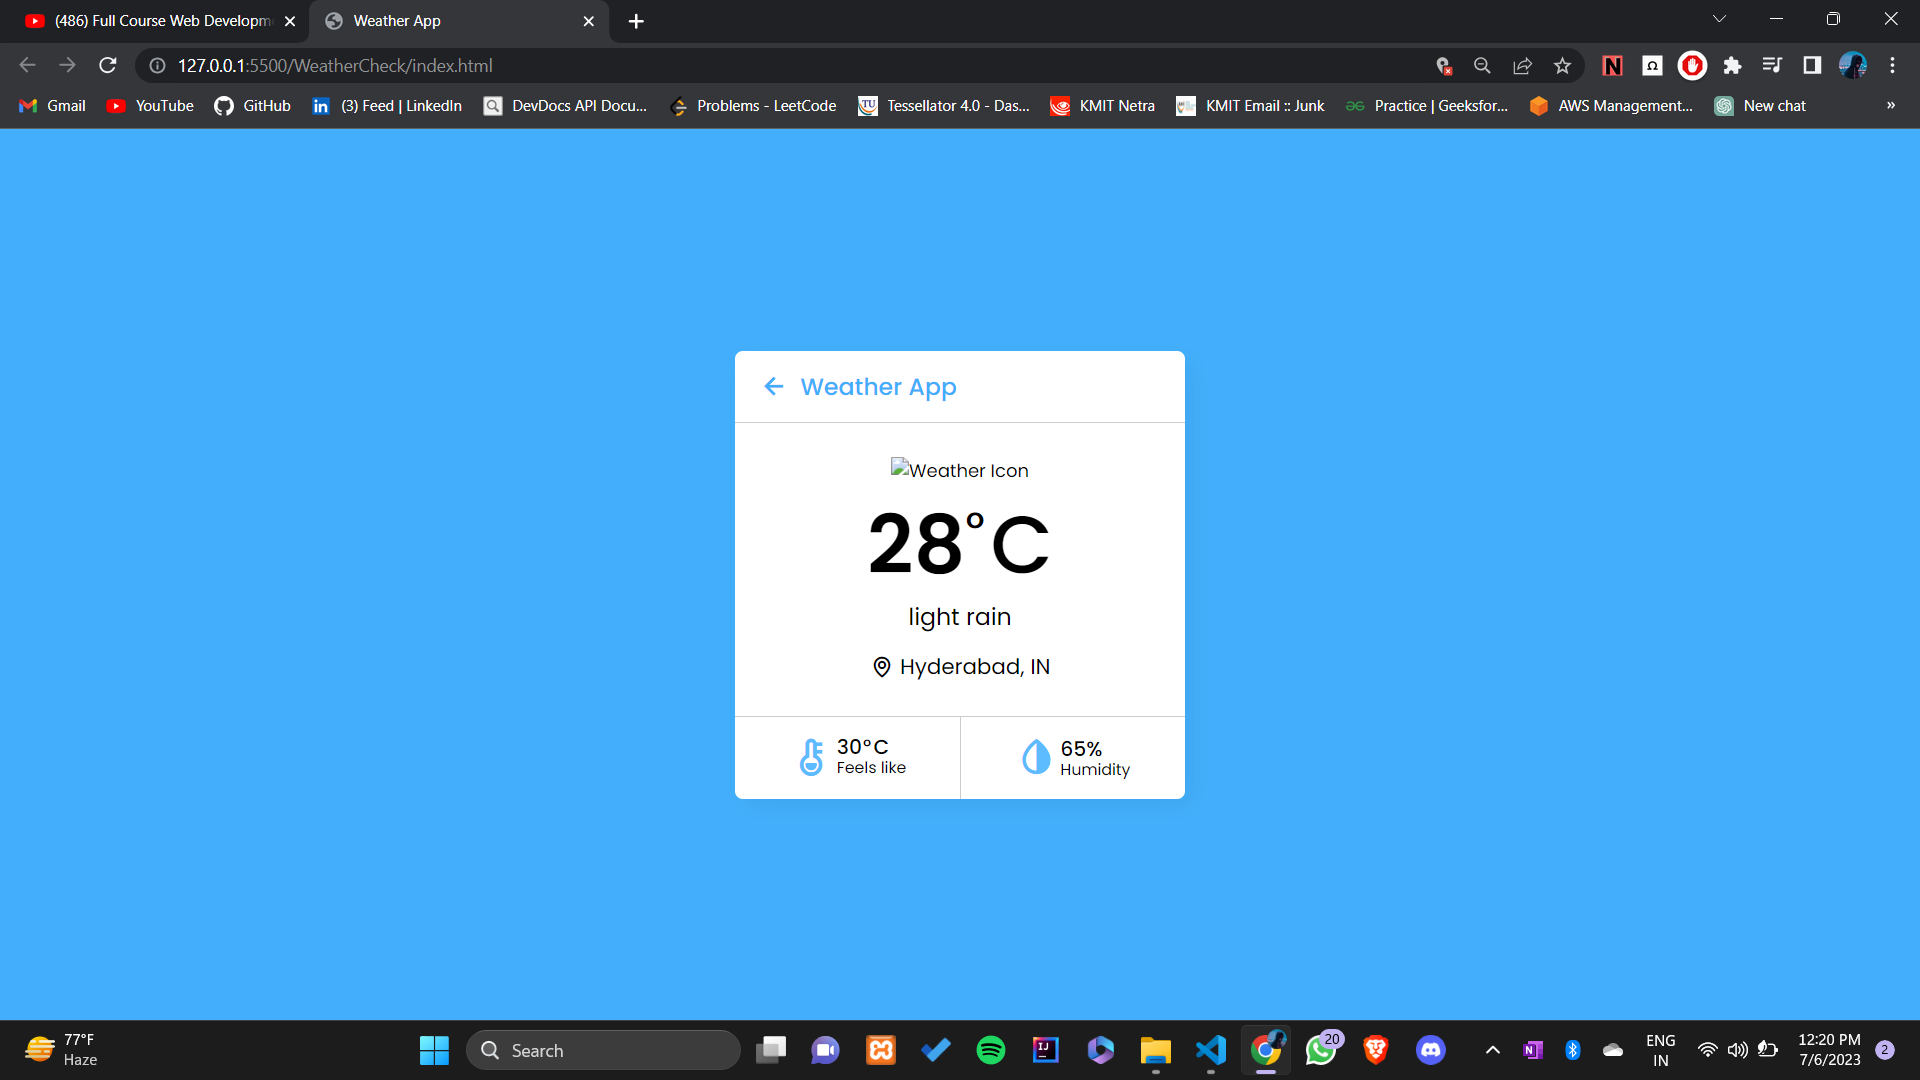 (486) Full Course Web Developm
Weather App
127.0.0.1:5500/WeatherCheck/index.html
Gmail
YouTube
GitHub
(3) Feed | LinkedIn
DevDocs API Docu...
Problems - LeetCode
TU
Tessellator 4.0 - Das...
KMIT Netra
KMIT Email :: Junk
Practice | Geeksfor...
AWS Management...
New chat
»
Weather App
Weather Icon
28°C
light rain
Hyderabad, IN
30°C
Feels like
65%
Humidity
77°F
Haze
Search
20
ENG
IN
12:20 PM
7/6/2023
2